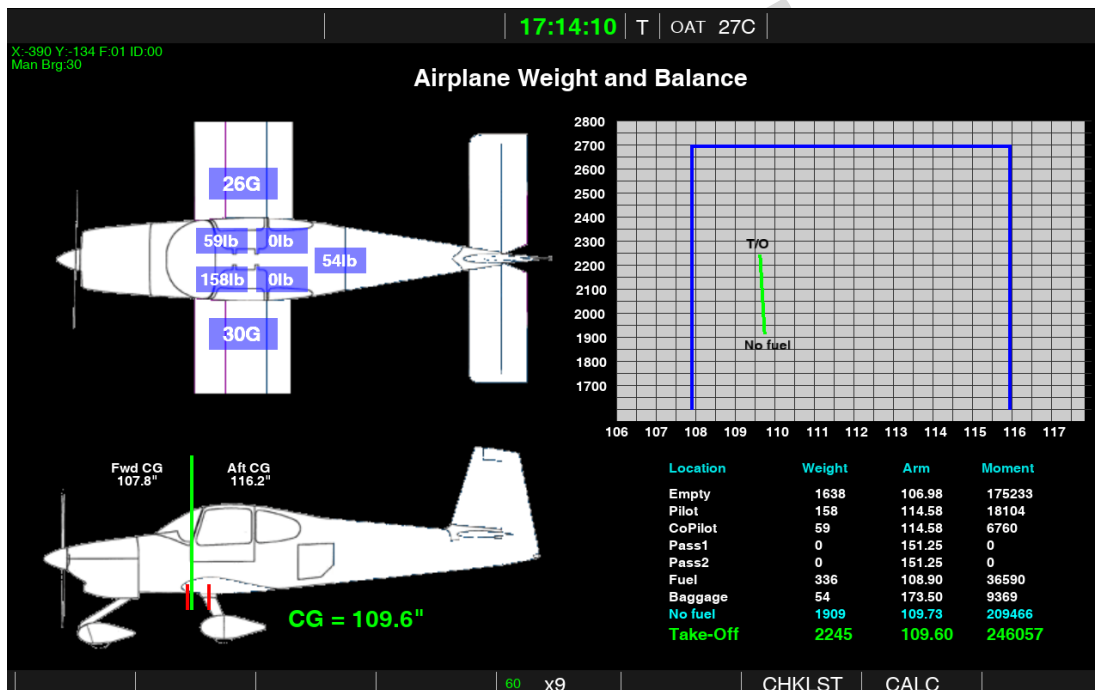 17:14:10 T OAT 27C
X:-390 Y:-134 F:01 ID:00
Man Brg:30
Airplane Weight and Balance
26G
59lb 0lb
54lb
158lb 0lb
30G
2800
2700
2600
2500
2400
2300
2200
2100
2000
1900
1800
1700
T/O
No fuel
106 107 108 109 110 111 112 113 114 115 116 117
Fwd CG
107.8"
Aft CG
116.2"
CG = 109.6"
Location Weight Arm Moment
Empty 1638 106.98 175233
Pilot 158 114.58 18104
CoPilot 59 114.58 6760
Pass1 0 151.25 0
Pass2 0 151.25 0
Fuel 336 108.90 36590
Baggage 54 173.50 9369
No fuel 1909 109.73 209466
Take-Off 2245 109.60 246057
60 x9 CHKLST CALC